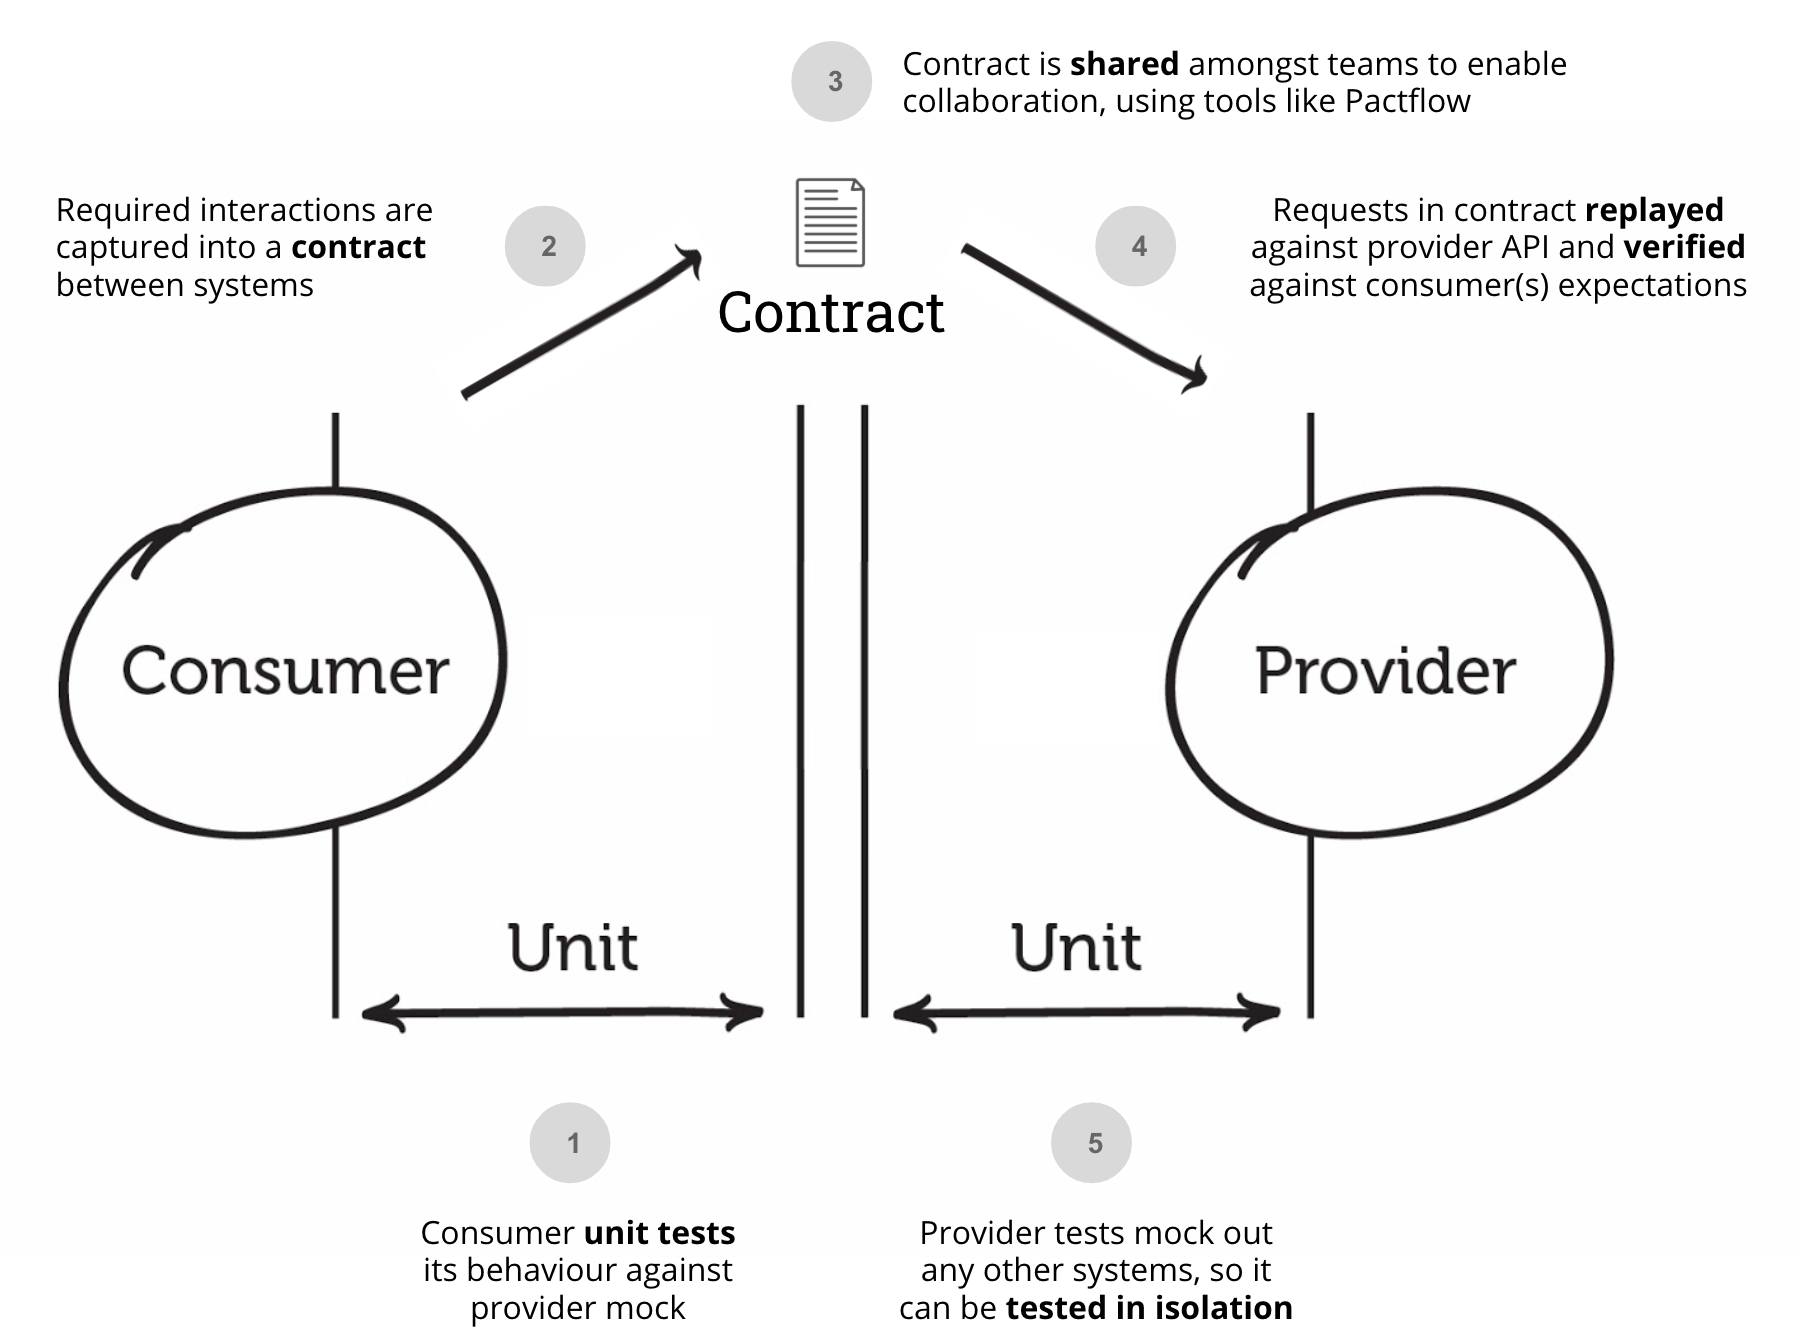 3
Contract is shared amongst teams to enable
collaboration, using tools like Pactflow
Required interactions are
captured into a contract
between systems
2
4
Requests in contract replayed
against provider API and verified
against consumer(s) expectations
Contract
Consumer
Provider
Unit
Unit
1
Consumer unit tests
its behaviour against
provider mock
5
Provider tests mock out
any other systems, so it
can be tested in isolation